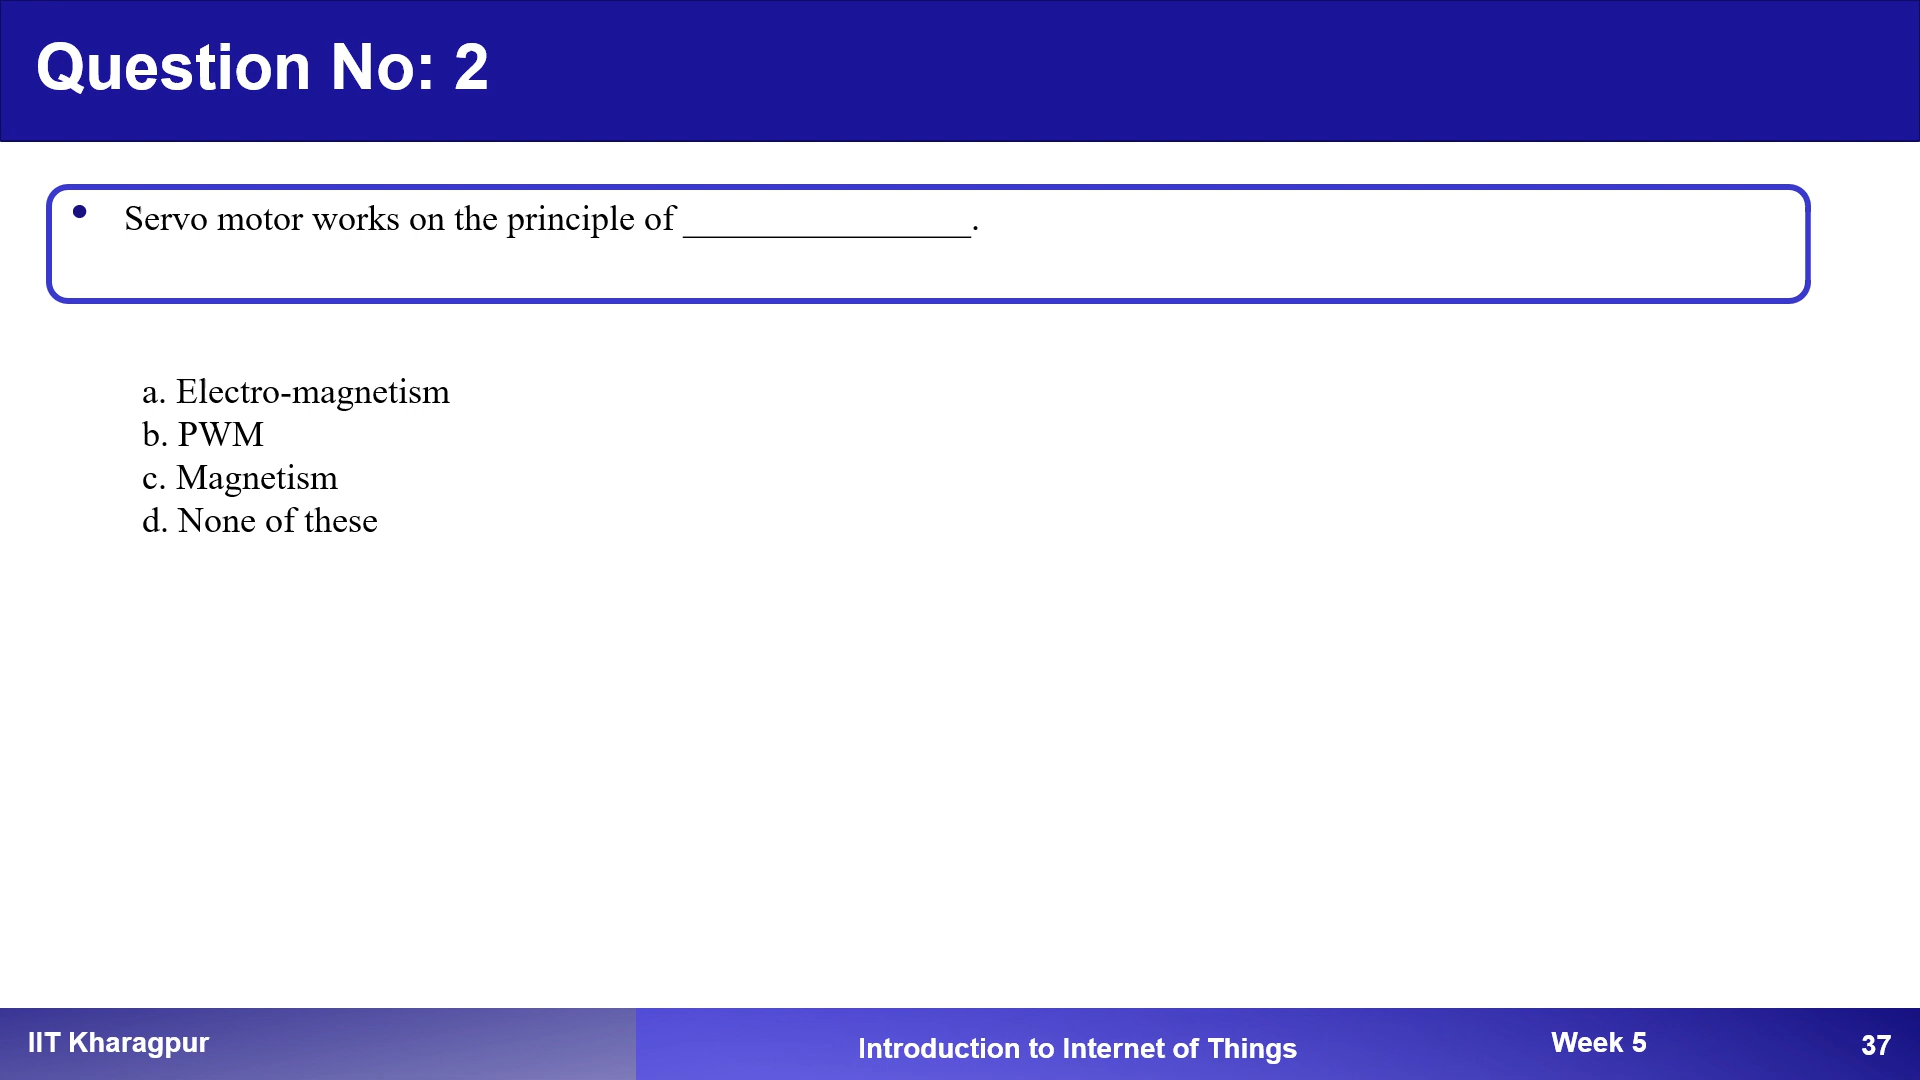 Question No: 2
• Servo motor works on the principle of ________________.
a. Electro-magnetism
b. PWM
c. Magnetism
d. None of these
IIT Kharagpur
Introduction to Internet of Things
Week 5
37